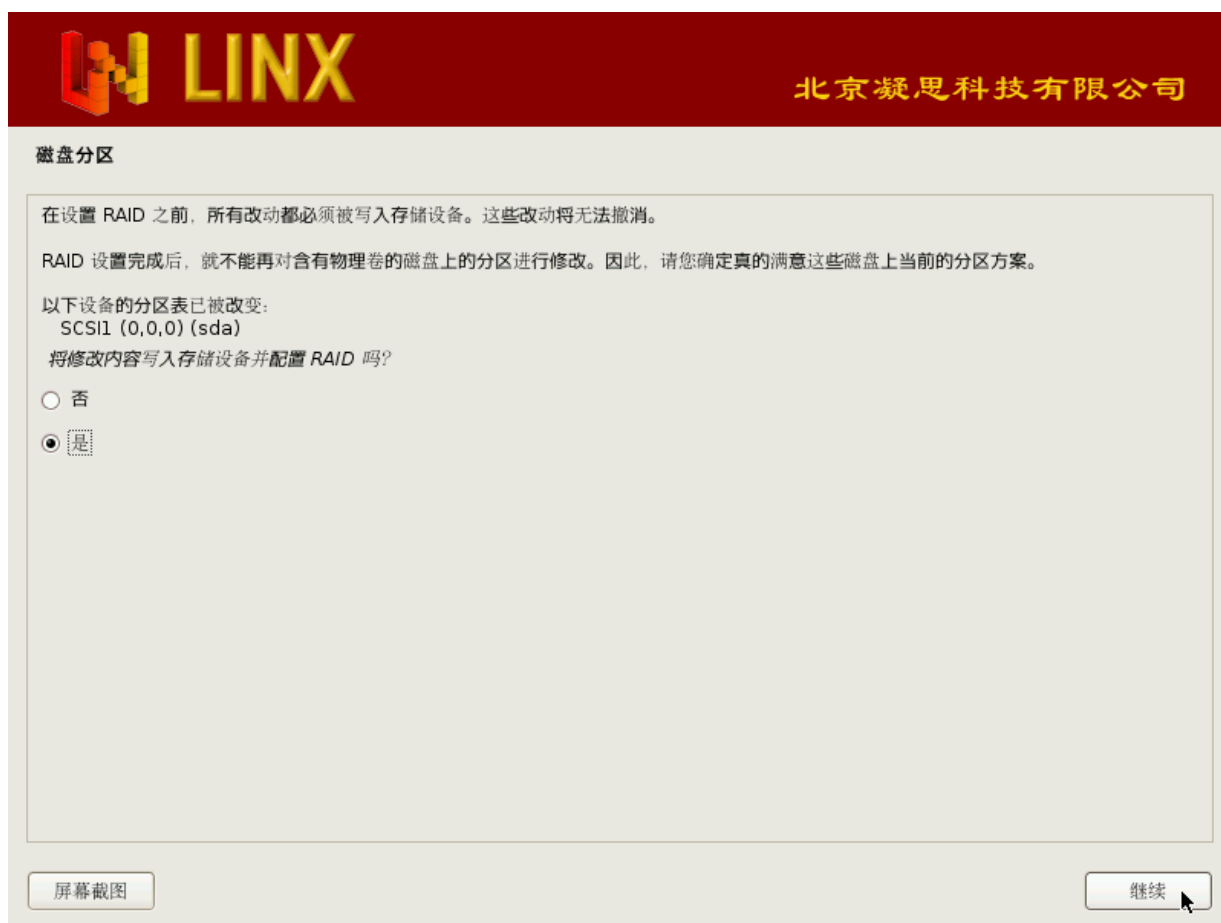 LINX
北京凝思科技有限公司
磁盘分区
在设置 RAID 之前，所有改动都必须被写入存储设备。这些改动将无法撤消。
RAID 设置完成后，就不能再对含有物理卷的磁盘上的分区进行修改。因此，请您确定真的满意这些磁盘上当前的分区方案。
以下设备的分区表已被改变：
SCSI1 (0,0,0) (sda)
将修改内容写入存储设备并配置 RAID 吗？
否
是
屏幕截图
继续